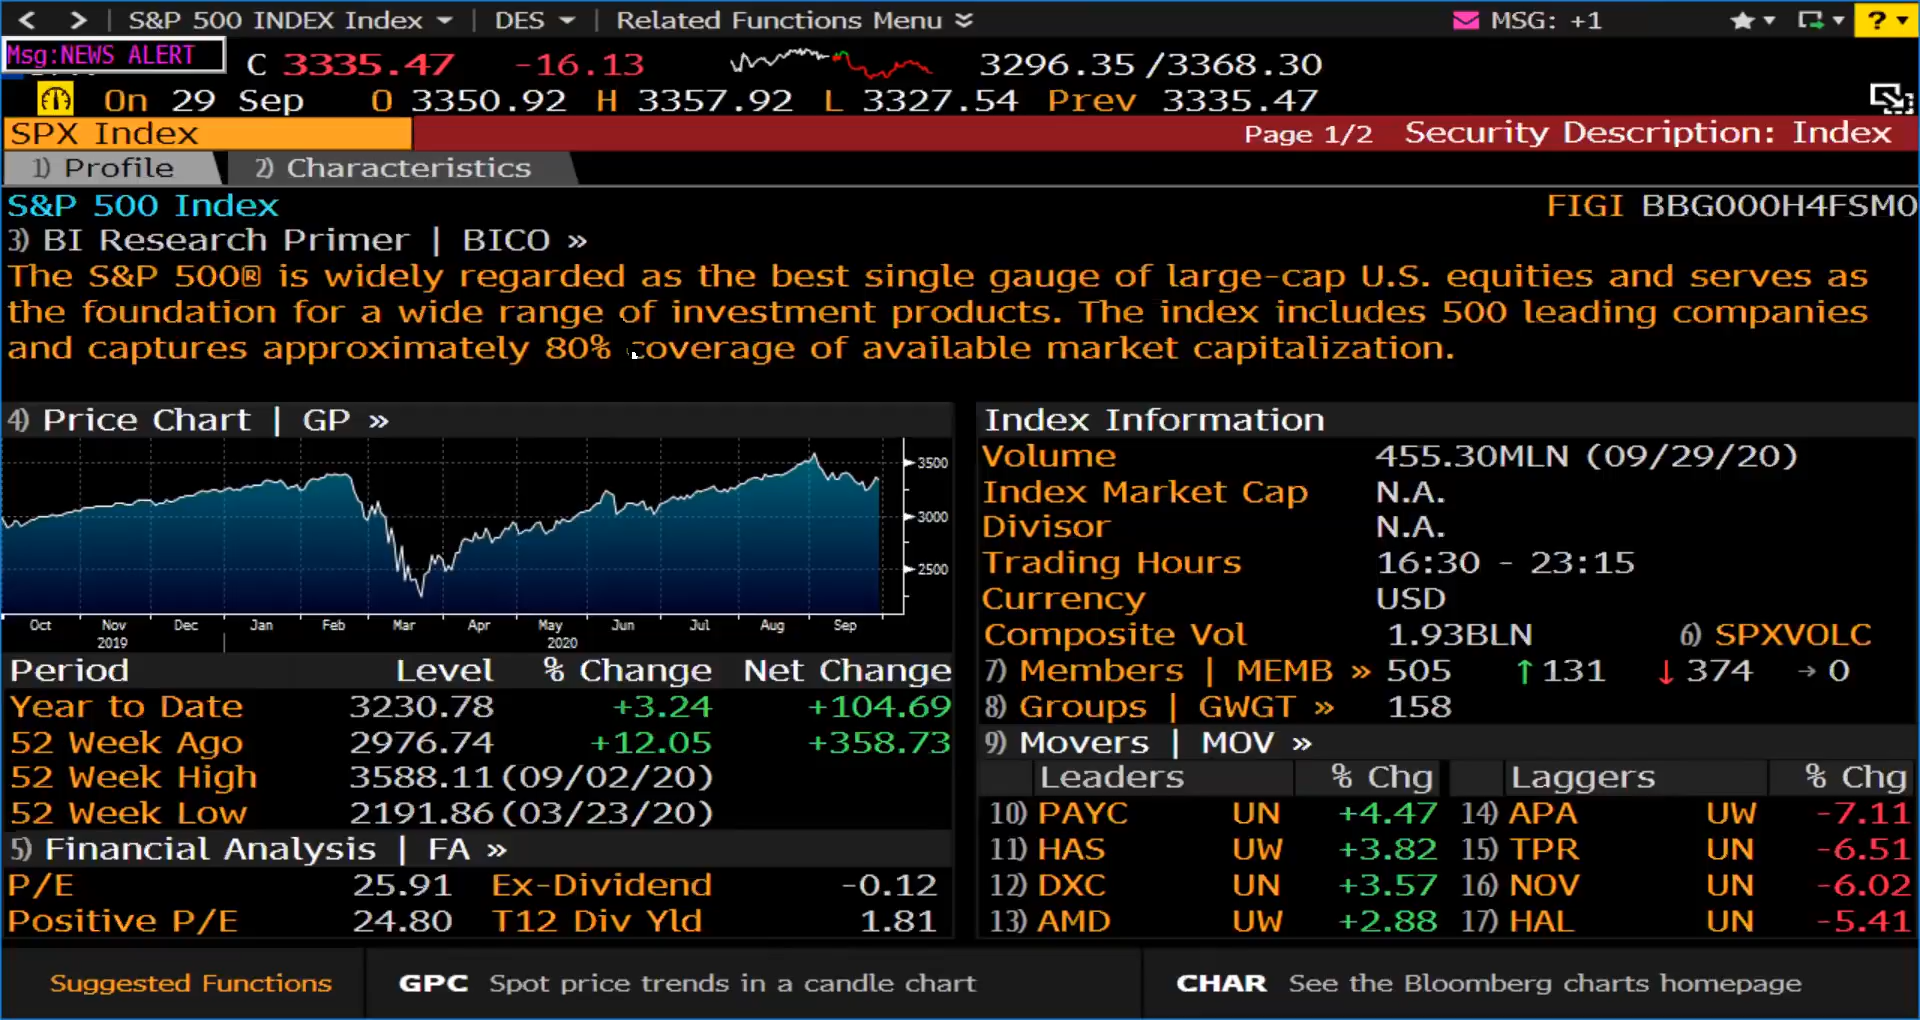 < > S&P 500 INDEX Index DES Related Functions Menu MSG: +1 ?
Msg:NEWS ALERT
C 3335.47 -16.13 3296.35 /3368.30
On 29 Sep O 3350.92 H 3357.92 L 3327.54 Prev 3335.47
SPX Index Page 1/2 Security Description: Index
1) Profile 2) Characteristics
S&P 500 Index FIGI BBG000H4FSM0
3) BI Research Primer | BICO »
The S&P 500® is widely regarded as the best single gauge of large-cap U.S. equities and serves as
the foundation for a wide range of investment products. The index includes 500 leading companies
and captures approximately 80% coverage of available market capitalization.
4) Price Chart | GP »
3500
3000
2500
Oct Nov Dec Jan Feb Mar Apr May Jun Jul Aug Sep
2019 2020
Period Level % Change Net Change
Year to Date 3230.78 +3.24 +104.69
52 Week Ago 2976.74 +12.05 +358.73
52 Week High 3588.11 (09/02/20)
52 Week Low 2191.86 (03/23/20)
5) Financial Analysis | FA »
P/E 25.91 Ex-Dividend -0.12
Positive P/E 24.80 T12 Div Yld 1.81
Index Information
Volume 455.30MLN (09/29/20)
Index Market Cap N.A.
Divisor N.A.
Trading Hours 16:30 - 23:15
Currency USD
Composite Vol 1.93BLN 6) SPXVOLC
7) Members | MEMB » 505 ↑131 ↓374 → 0
8) Groups | GWGT » 158
9) Movers | MOV »
Leaders % Chg Laggers % Chg
10) PAYC UN +4.47 14) APA UW -7.11
11) HAS UW +3.82 15) TPR UN -6.51
12) DXC UN +3.57 16) NOV UN -6.02
13) AMD UW +2.88 17) HAL UN -5.41
Suggested Functions GPC Spot price trends in a candle chart CHAR See the Bloomberg charts homepage